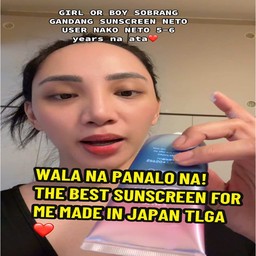 GIRL OR BOY SOBRANG
GANDANG SUNSCREEN NETO
USER NAKO NETO 5-6
years na ata❤️
WALA NA PANALO NA!
THE BEST SUNSCREEN FOR
ME MADE IN JAPAN TLGA
❤️